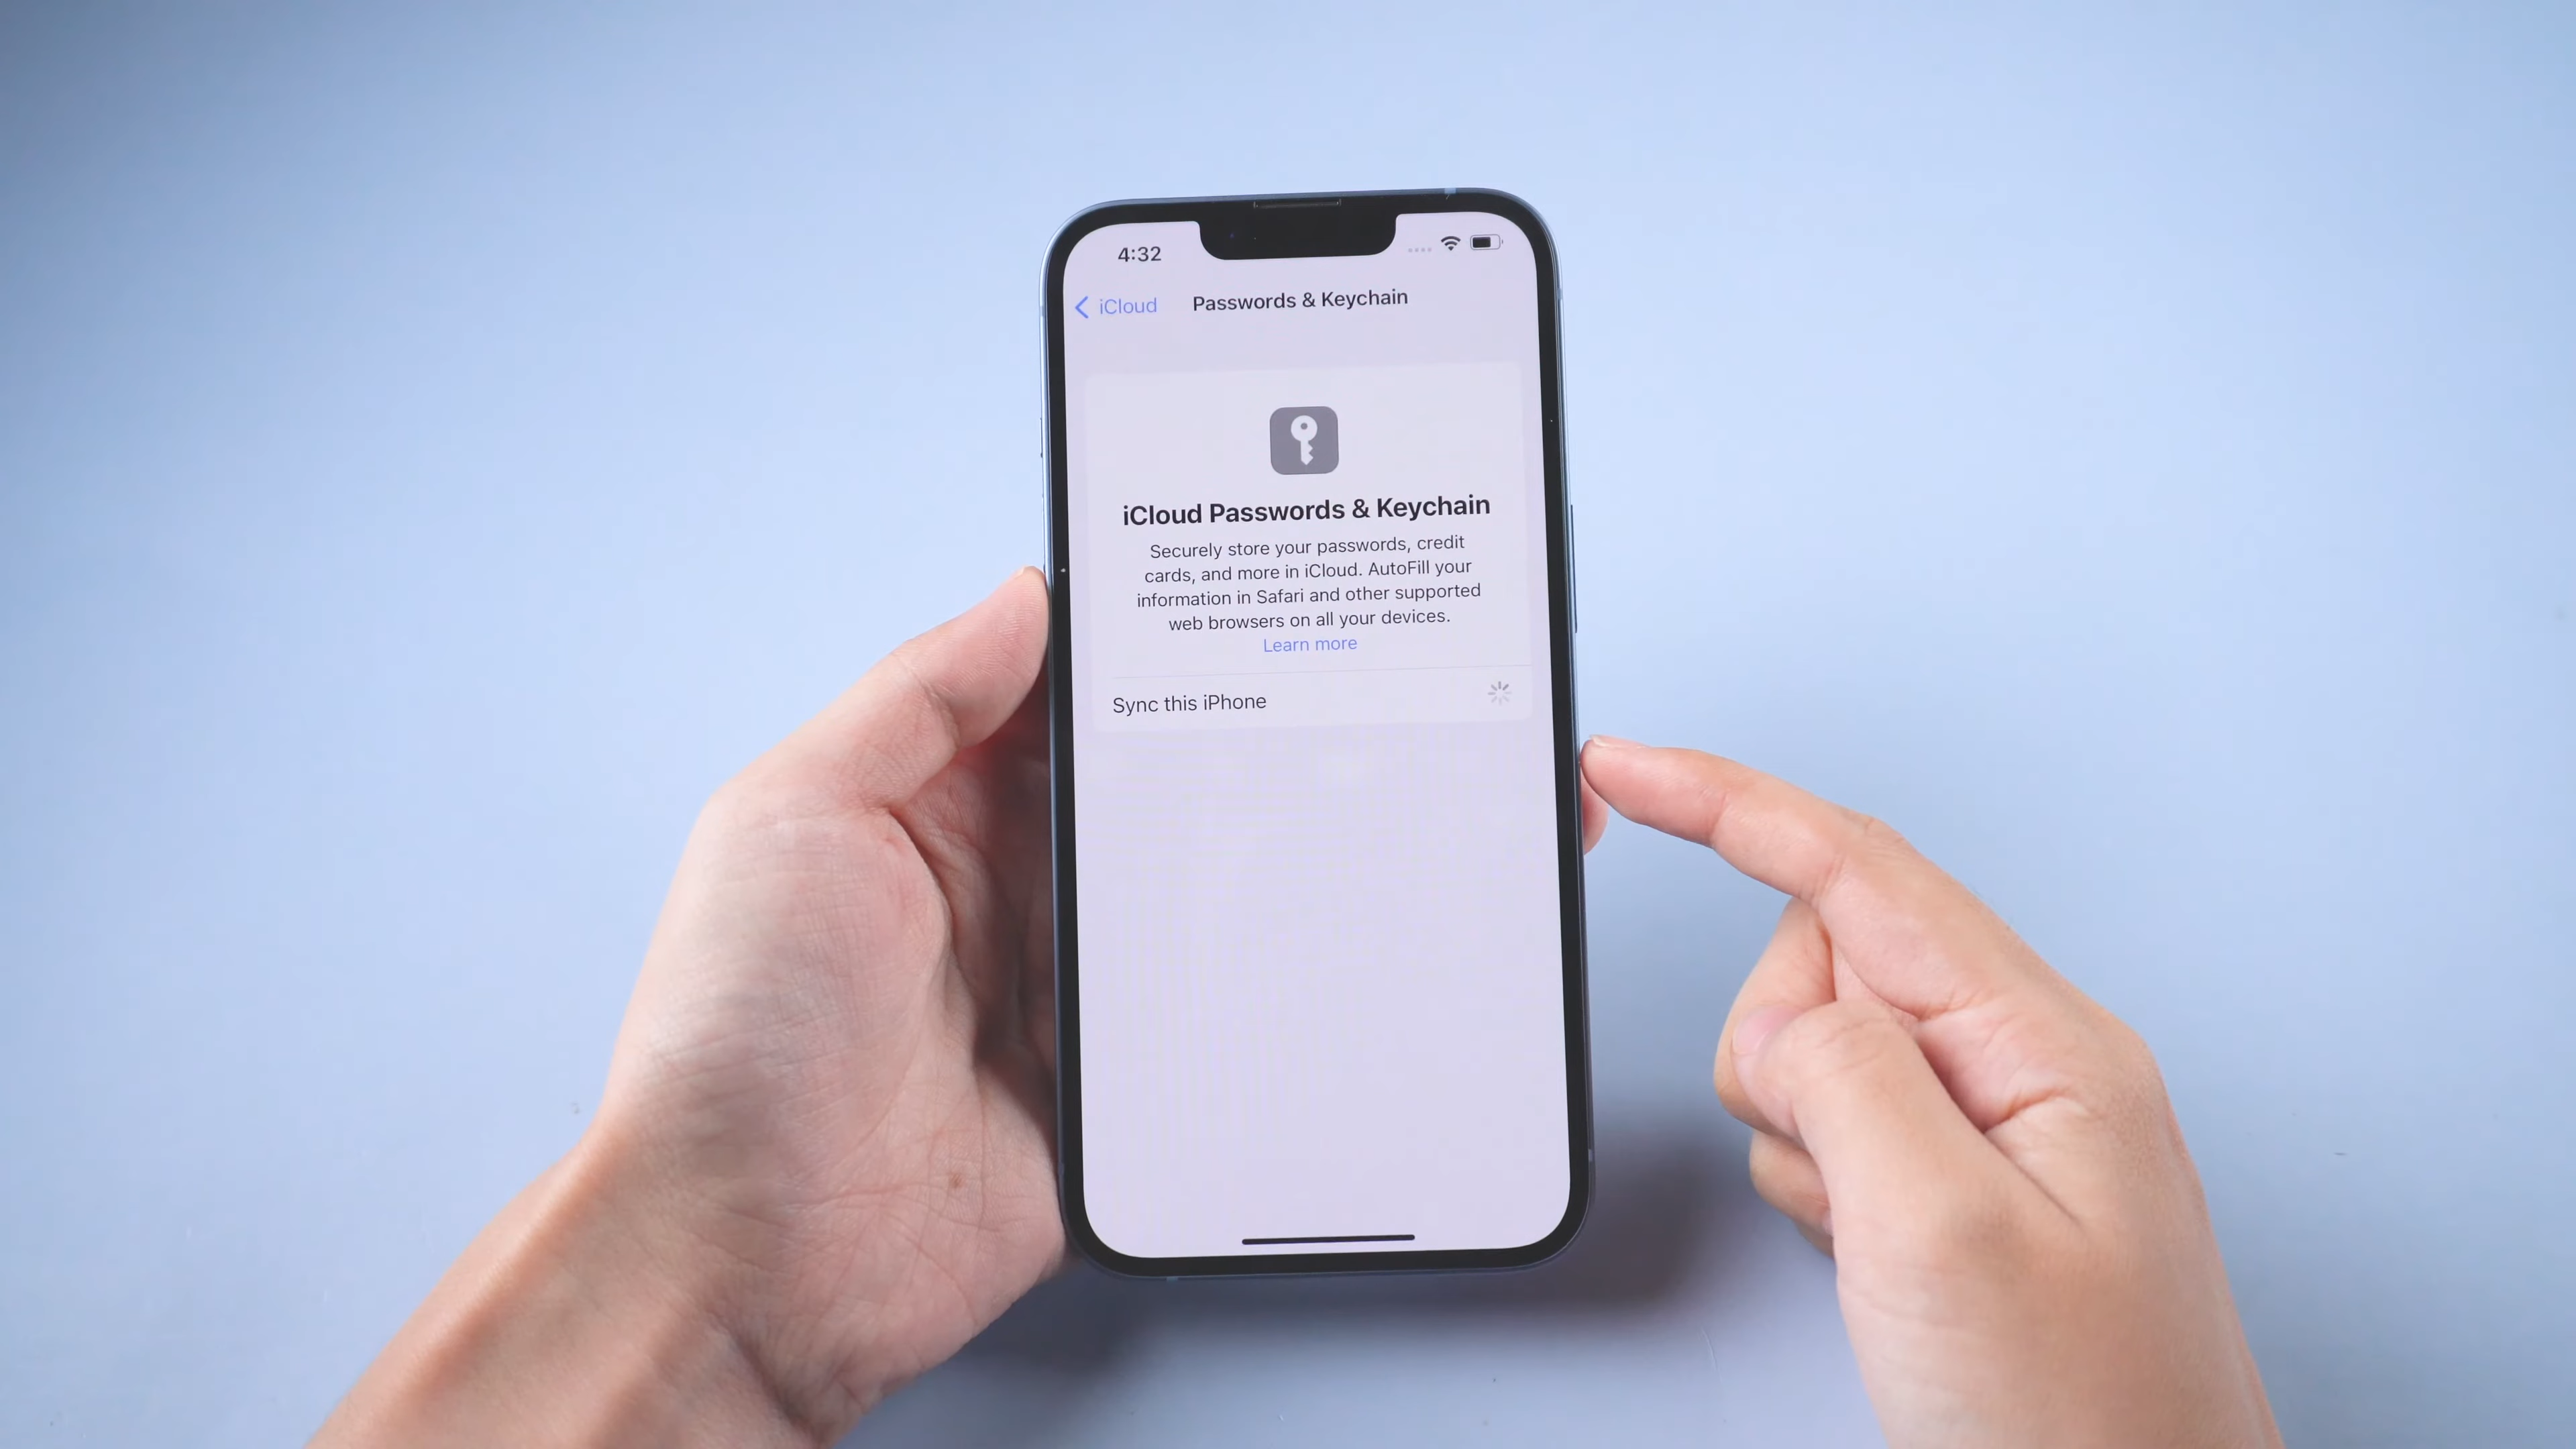 4:32
iCloud
Passwords & Keychain
iCloud Passwords & Keychain
Securely store your passwords, credit
cards, and more in iCloud. AutoFill your
information in Safari and other supported
web browsers on all your devices.
Learn more
Sync this iPhone